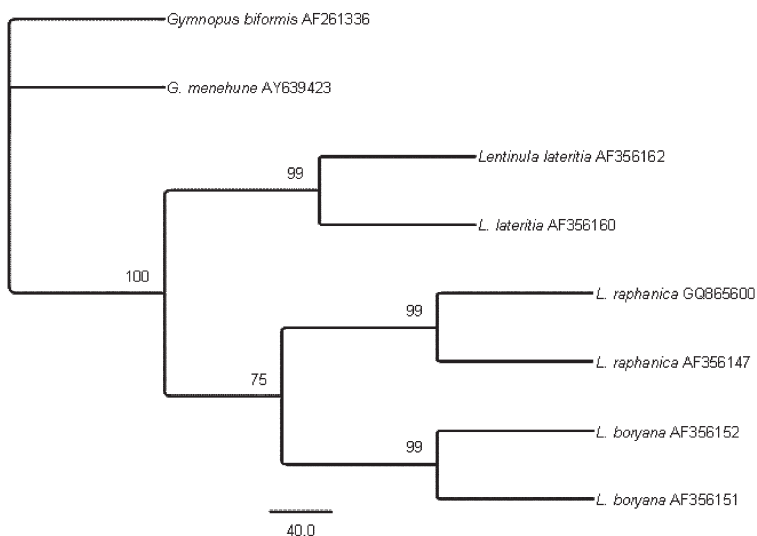 Gymnopus biformis AF261336
G. menehune AY639423
Lentinula lateritia AF356162
99
L. lateritia AF356160
100
L. raphanica GQ865600
99
L. raphanica AF356147
75
L. boryana AF356152
99
L. boryana AF356151
40.0